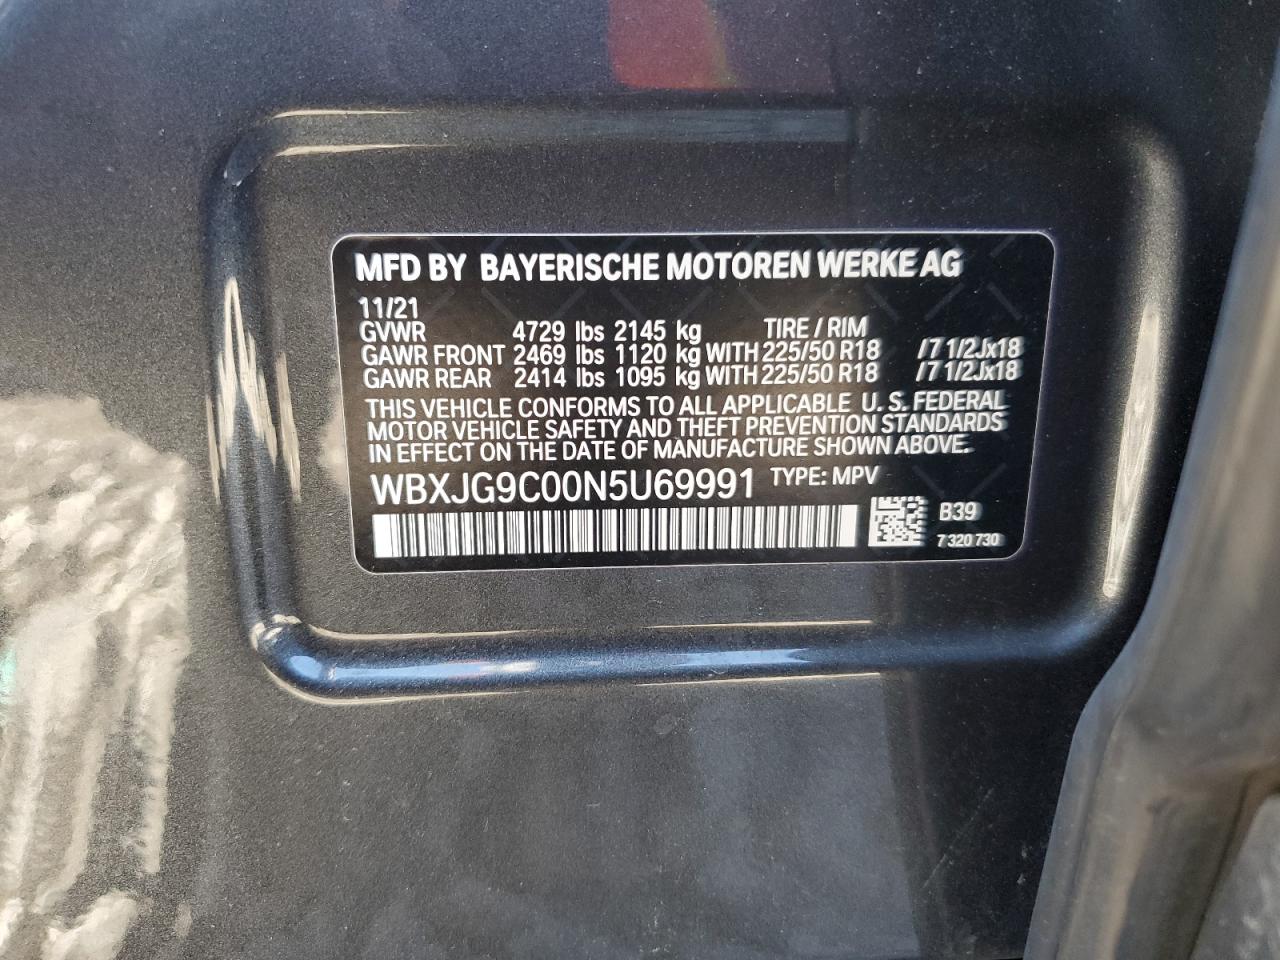 MFD BY BAYERISCHE MOTOREN WERKE AG
11/21
GVWR 4729 lbs 2145 kg TIRE / RIM
GAWR FRONT 2469 lbs 1120 kg WITH 225/50 R18 /7 1/2Jx18
GAWR REAR 2414 lbs 1095 kg WITH 225/50 R18 /7 1/2Jx18
THIS VEHICLE CONFORMS TO ALL APPLICABLE U. S. FEDERAL
MOTOR VEHICLE SAFETY AND THEFT PREVENTION STANDARDS
IN EFFECT ON THE DATE OF MANUFACTURE SHOWN ABOVE.
WBXJG9C00N5U69991 TYPE: MPV
B39
7 320 730